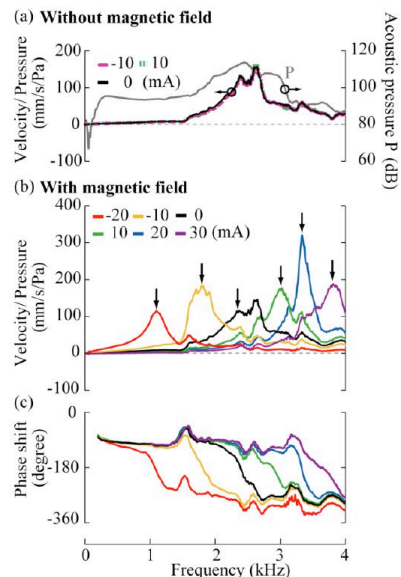 (a) Without magnetic field
Velocity/Pressure
(mm/s/Pa)
200
150
100
50
0
-100
-10 10
0 (mA)
P
120
100
80
60
Acoustic pressure P
(dB)
(b) With magnetic field
Velocity/Pressure
(mm/s/Pa)
400
300
200
100
0
-100
-20 -10 0
10 20 30 (mA)
(c)
Phase shift
(degree)
0
-180
-360
0 1 2 3 4
Frequency (kHz)